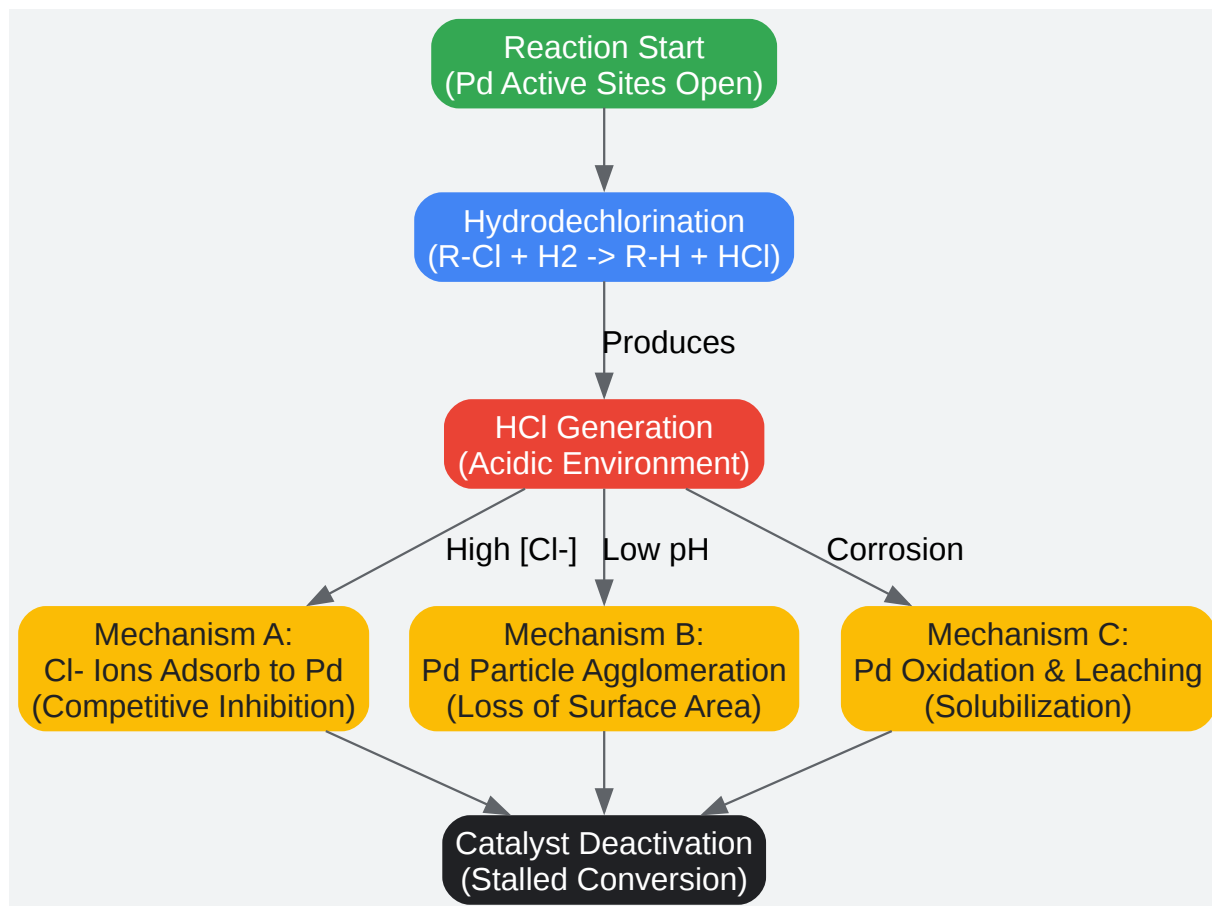 Reaction Start
(Pd Active Sites Open)
Hydrodechlorination
(R-Cl + H2 -> R-H + HCl)
Produces
HCl Generation
(Acidic Environment)
High [Cl-]
Low pH
Corrosion
Mechanism A:
Cl- Ions Adsorb to Pd
(Competitive Inhibition)
Mechanism B:
Pd Particle Agglomeration
(Loss of Surface Area)
Mechanism C:
Pd Oxidation & Leaching
(Solubilization)
Catalyst Deactivation
(Stalled Conversion)